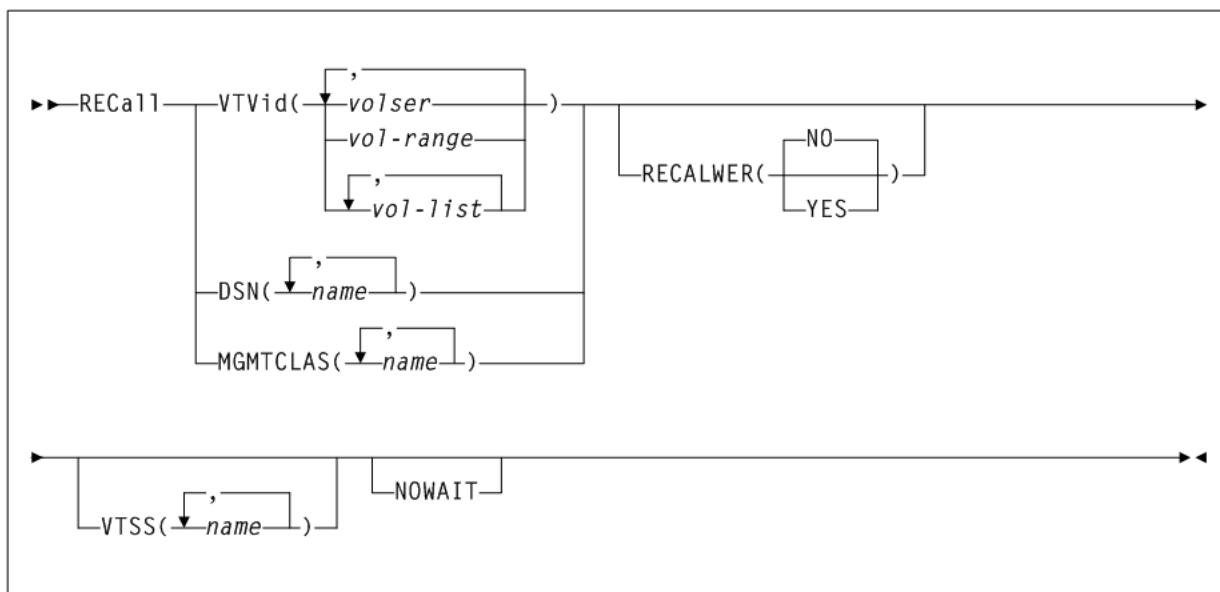 ,
RECall VTVid( volser )
vol-range
NO
RECALWER( )
YES
,
vol-list
,
DSN( name )
,
MGMTCLAS( name )
,
VTSS( name )
NOWAIT